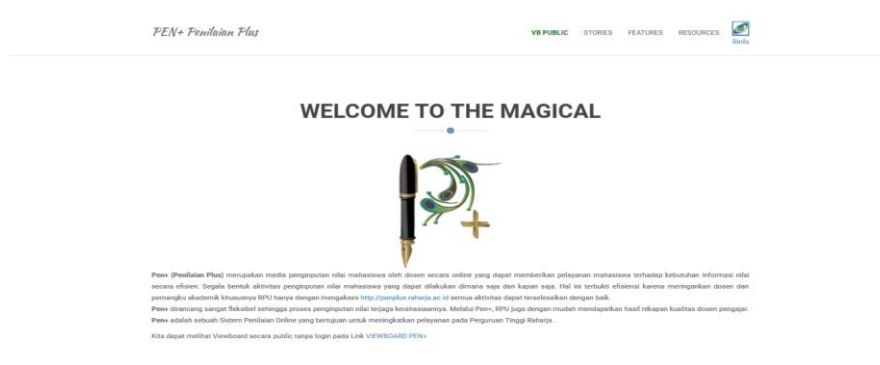 PEN+ Penilaian Plus
VB PUBLIC STORIES FEATURES RESOURCES Rinfo
WELCOME TO THE MAGICAL
Pen+ (Penilaian Plus) merupakan media penginputan nilai mahasiswa oleh dosen secara online yang dapat memberikan pelayanan mahasiswa terhadap kebutuhan informasi nilai
secara efisien. Segala bentuk aktivitas penginputan nilai mahasiswa yang dapat dilakukan dimana saja dan kapan saja. Hal ini terbukti efisiensi karena meringankan dosen dan
pemangku akademik khususnya RPU hanya dengan mengakses http://penplus.raharja.ac.id semua aktivitas dapat terselesaikan dengan baik.
Pen+ dirancang sangat fleksibel sehingga proses penginputan nilai terjaga kerahasiaannya. Melalui Pen+, RPU juga dengan mudah mendapatkan hasil rekapan kualitas dosen pengajar.
Pen+ adalah sebuah Sistem Penilaian Online yang bertujuan untuk meningkatkan pelayanan pada Perguruan Tinggi Raharja .
Kita dapat melihat Viewboard secara public tanpa login pada Link VIEWBOARD PEN+